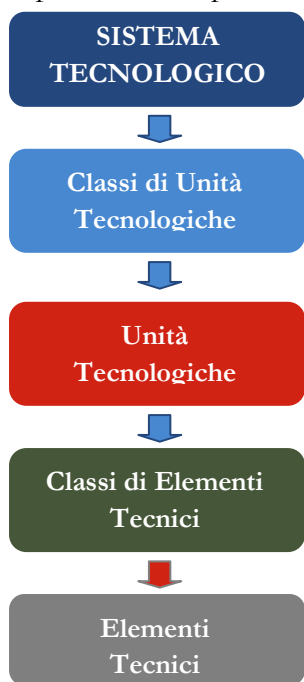 SISTEMA
TECNOLOGICO
Classi di Unità
Tecnologiche
Unità
Tecnologiche
Classi di Elementi
Tecnici
Elementi
Tecnici